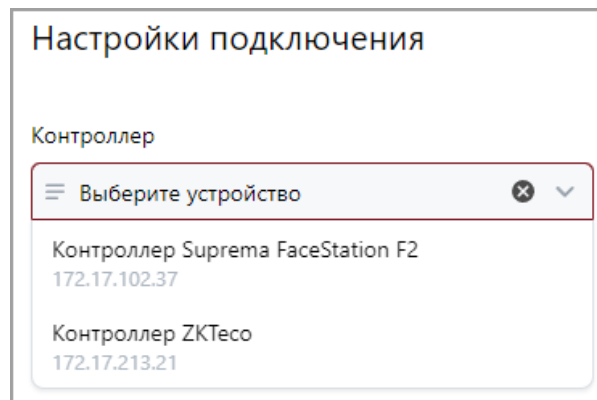 Настройки подключения
Контроллер
Выберите устройство
Контроллер Suprema FaceStation F2
172.17.102.37
Контроллер ZKTeco
172.17.213.21